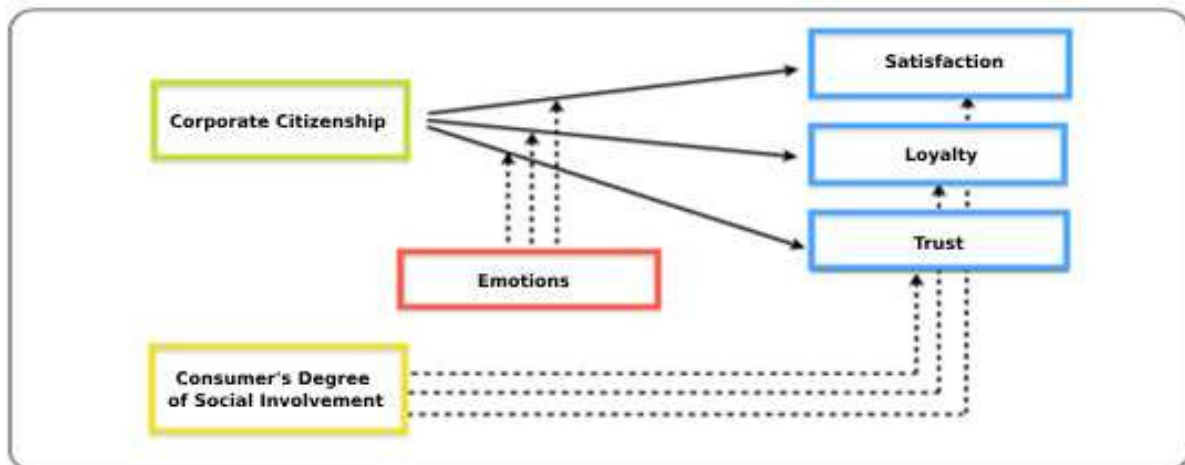 Satisfaction
Corporate Citizenship
Loyalty
Trust
Emotions
Consumer's Degree
of Social Involvement